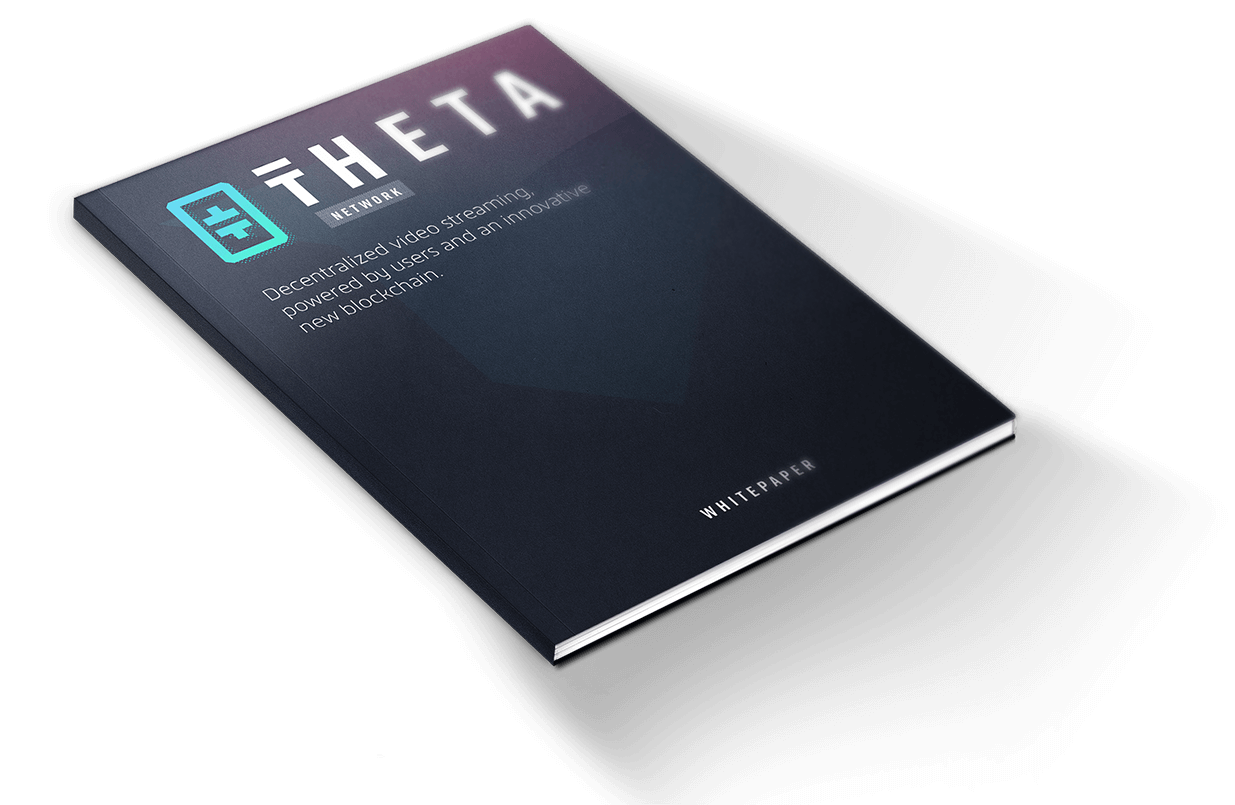 THETA
NETWORK
Decentralized video streaming,
powered by users and an innovative
new blockchain.
WHITEPAPER